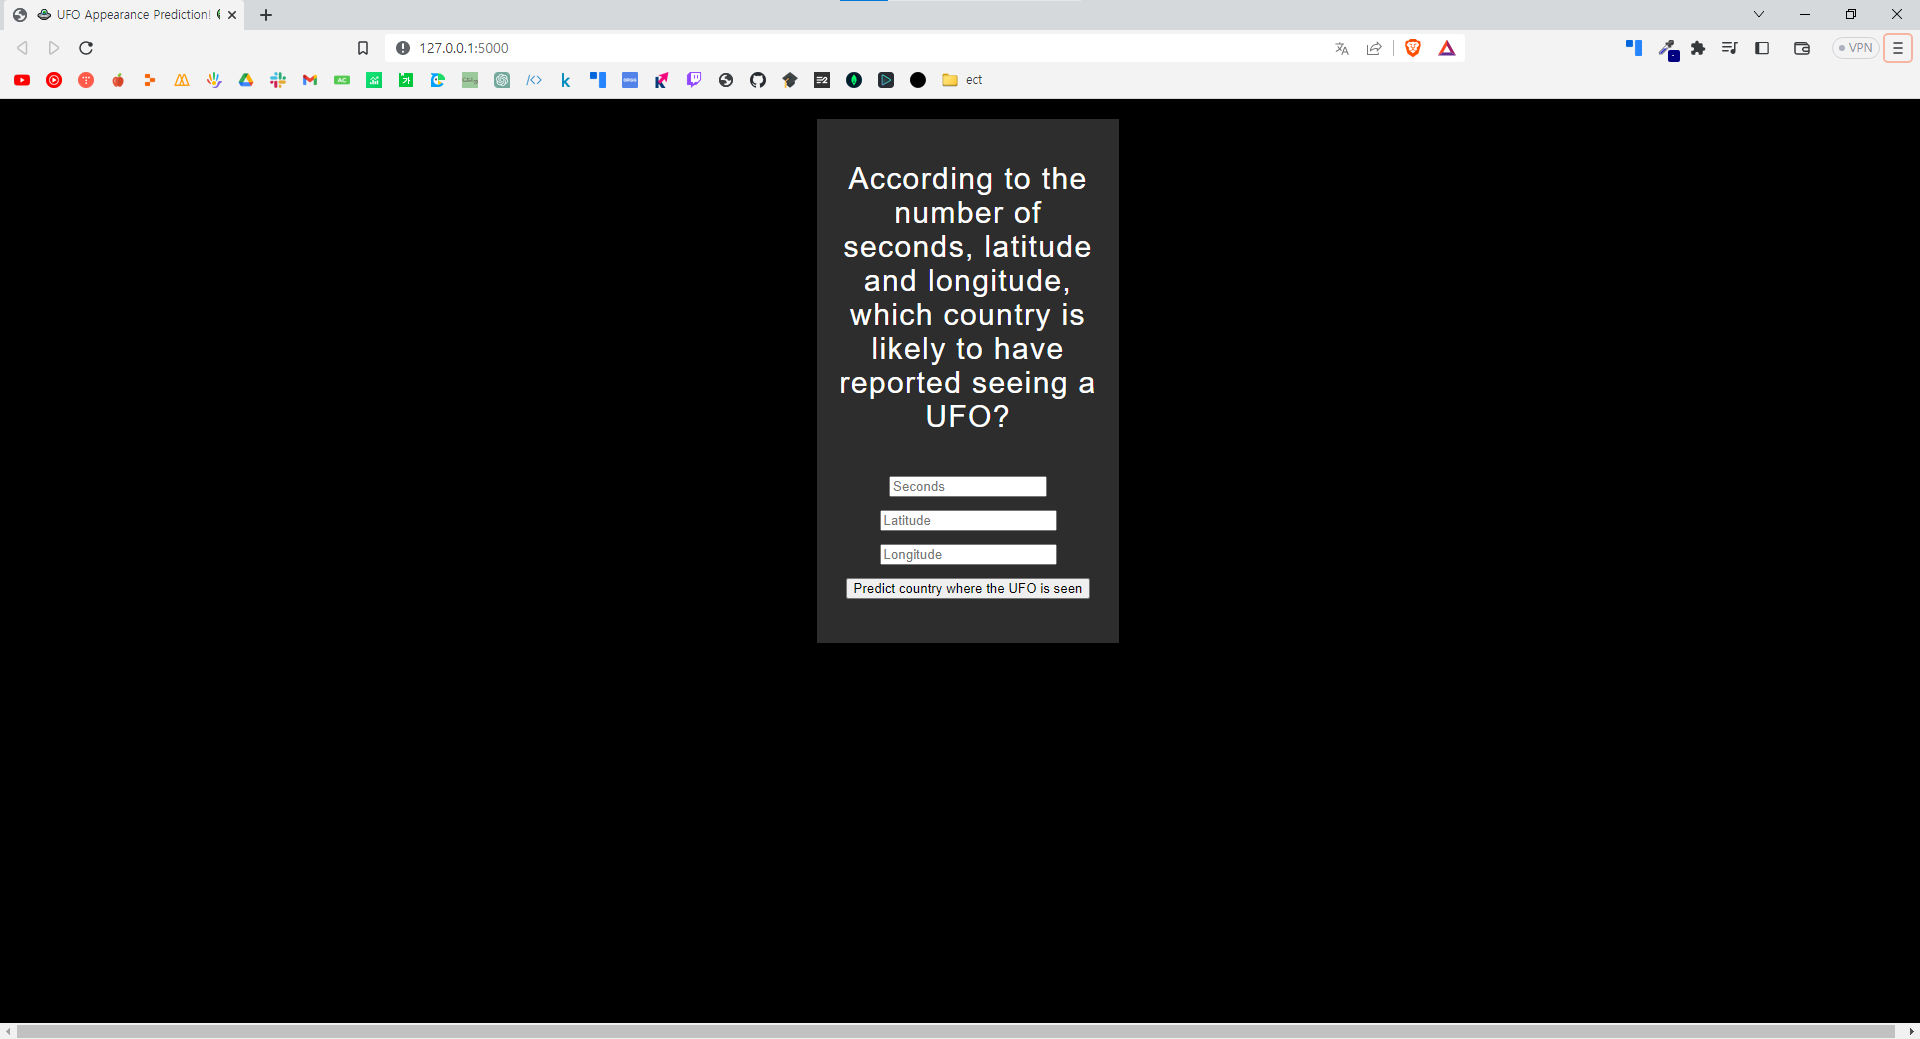 UFO Appearance Prediction!
127.0.0.1:5000
VPN
ect
According to the
number of
seconds, latitude
and longitude,
which country is
likely to have
reported seeing a
UFO?
Seconds
Latitude
Longitude
Predict country where the UFO is seen